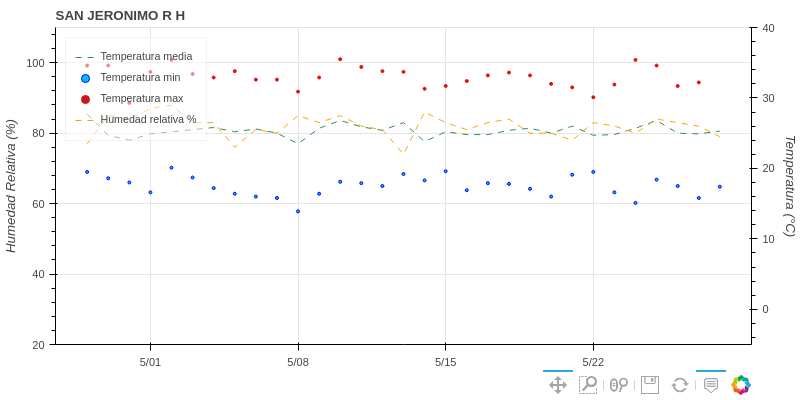 SAN JERONIMO R H
Temperatura media
Temperatura min
Temperatura max
Humedad relativa %
Humedad Relativa (%)
100
80
60
40
20
Temperatura (°C)
40
30
20
10
0
5/01
5/08
5/15
5/22